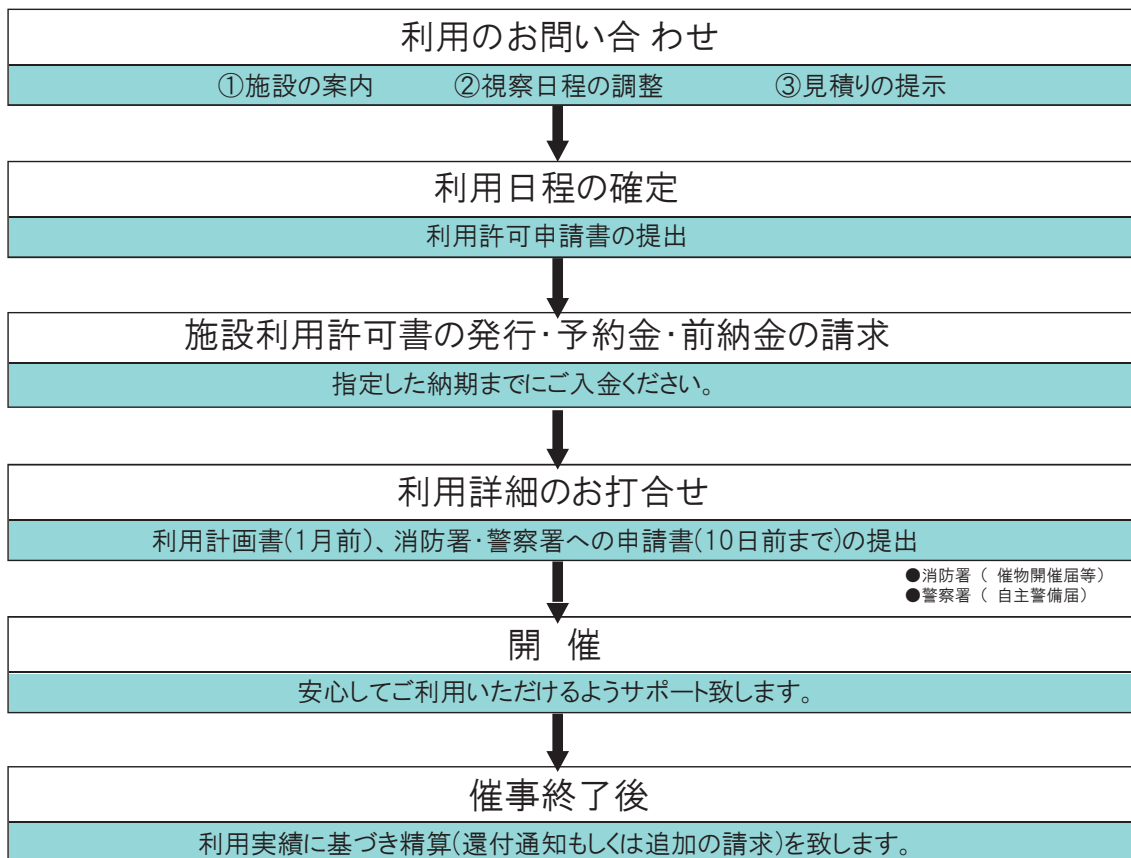 利用のお問い合 わせ
①施設の案内 ②視察日程の調整 ③見積りの提示
利用日程の確定
利用許可申請書の提出
施設利用許可書の発行・予約金・前納金の請求
指定した納期までにご入金ください。
利用詳細のお打合せ
利用計画書(1月前)、消防署・警察署への申請書(10日前まで)の提出
●消防署（ 催物開催届等）
●警察署（ 自主警備届）
開 催
安心してご利用いただけるようサポート致します。
催事終了後
利用実績に基づき精算(還付通知もしくは追加の請求)を致します。